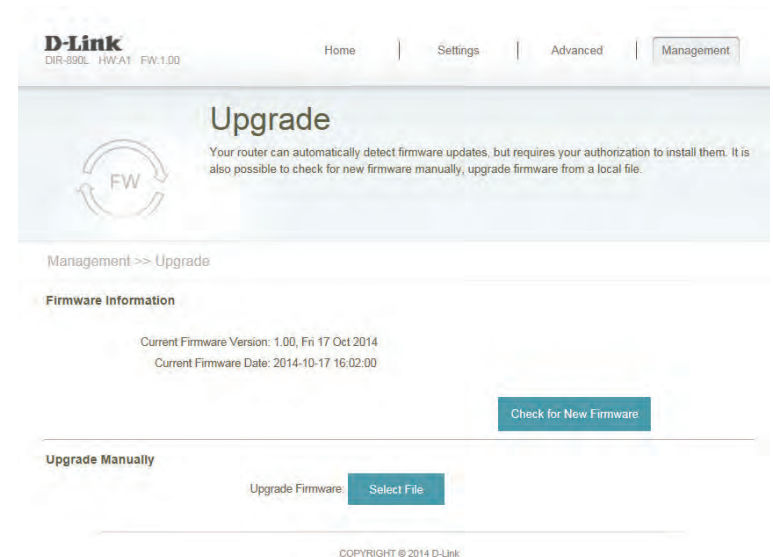 D-Link
DIR-890L HW:A1 FW:1.00
Home | Settings | Advanced | Management
Upgrade
Your router can automatically detect firmware updates, but requires your authorization to install them. It is
also possible to check for new firmware manually, upgrade firmware from a local file.
FW
Management >> Upgrade
Firmware Information
Current Firmware Version: 1.00, Fri 17 Oct 2014
Current Firmware Date: 2014-10-17 16:02:00
Check for New Firmware
Upgrade Manually
Upgrade Firmware: Select File
COPYRIGHT © 2014 D-Link